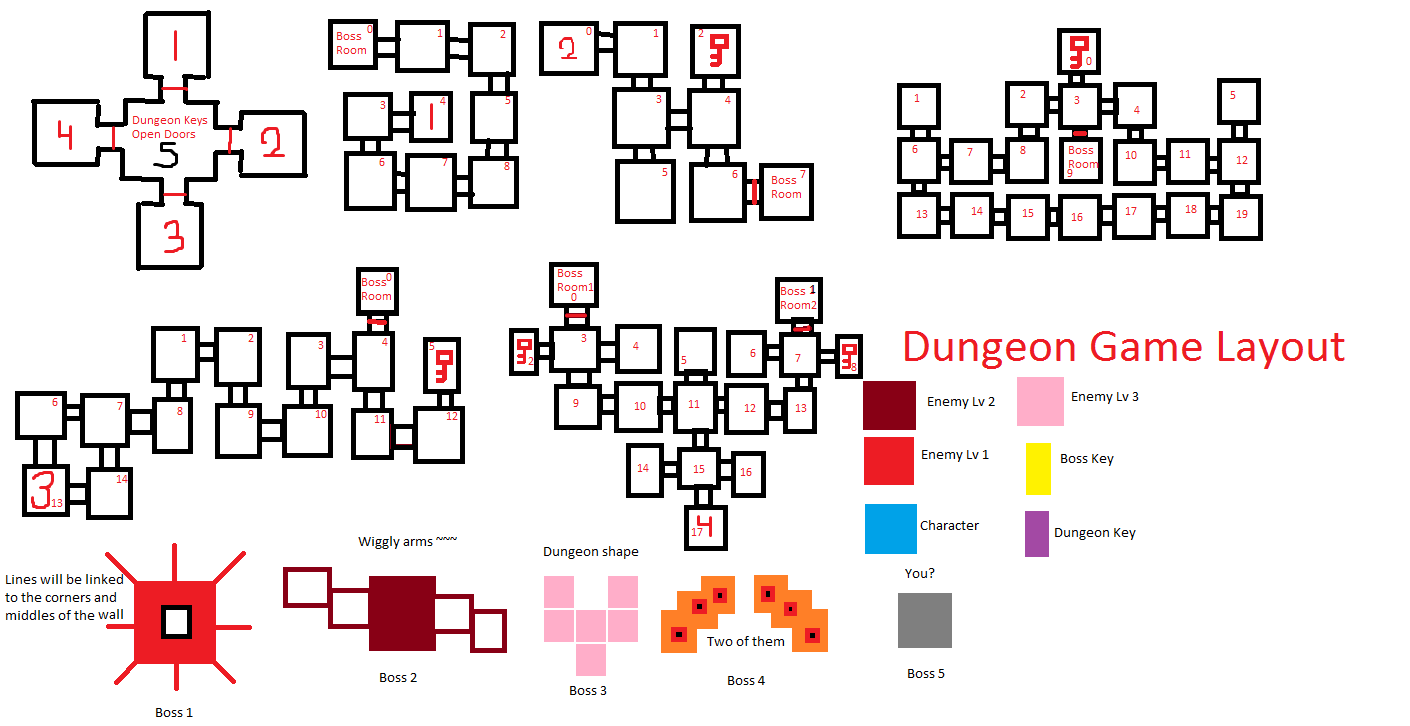 1
Dungeon Keys
Open Doors
4
5
2
3
Boss 0
Room
1
2
3
4
1
5
6
7
8
2
0
1
2
3
4
5
6
Boss 7
Room
0
1
2
3
4
5
6
7
8
Boss
Room
9
10
11
12
13
14
15
16
17
18
19
Boss 0
Room
1
2
3
4
5
6
7
8
9
10
11
12
3
13
14
Boss
Room1
0
Boss 1
Room2
2
3
4
5
6
7
8
9
10
11
12
13
14
15
16
17
4
Dungeon Game Layout
Enemy Lv 2
Enemy Lv 3
Enemy Lv 1
Boss Key
Character
Dungeon Key
Lines will be linked
to the corners and
middles of the wall
Boss 1
Wiggly arms ~~~
Boss 2
Dungeon shape
Boss 3
Two of them
Boss 4
You?
Boss 5